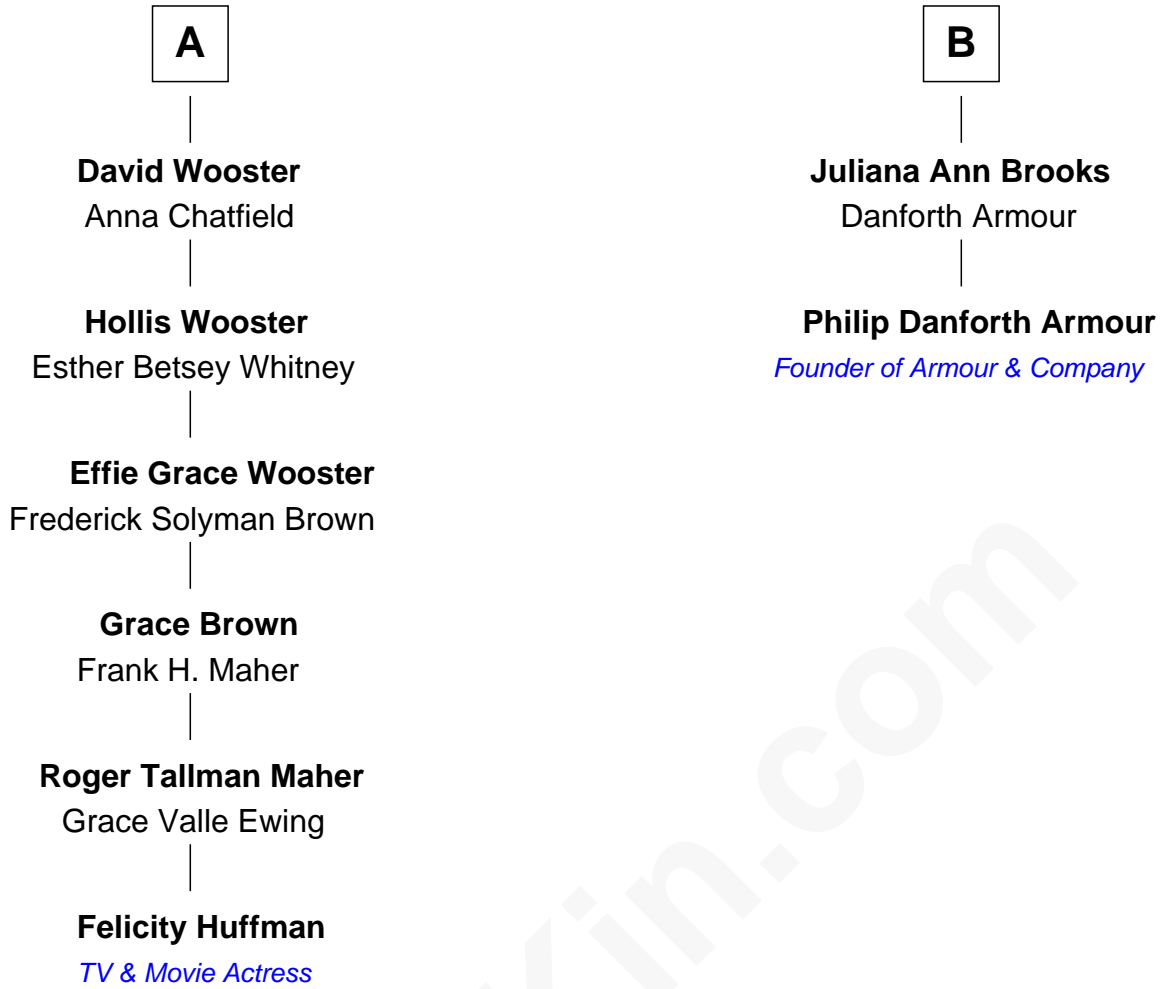 A
David Wooster
Anna Chatfield
Hollis Wooster
Esther Betsey Whitney
Effie Grace Wooster
Frederick Solyman Brown
Grace Brown
Frank H. Maher
Roger Tallman Maher
Grace Valle Ewing
Felicity Huffman
TV & Movie Actress
B
Juliana Ann Brooks
Danforth Armour
Philip Danforth Armour
Founder of Armour & Company
Kin.com